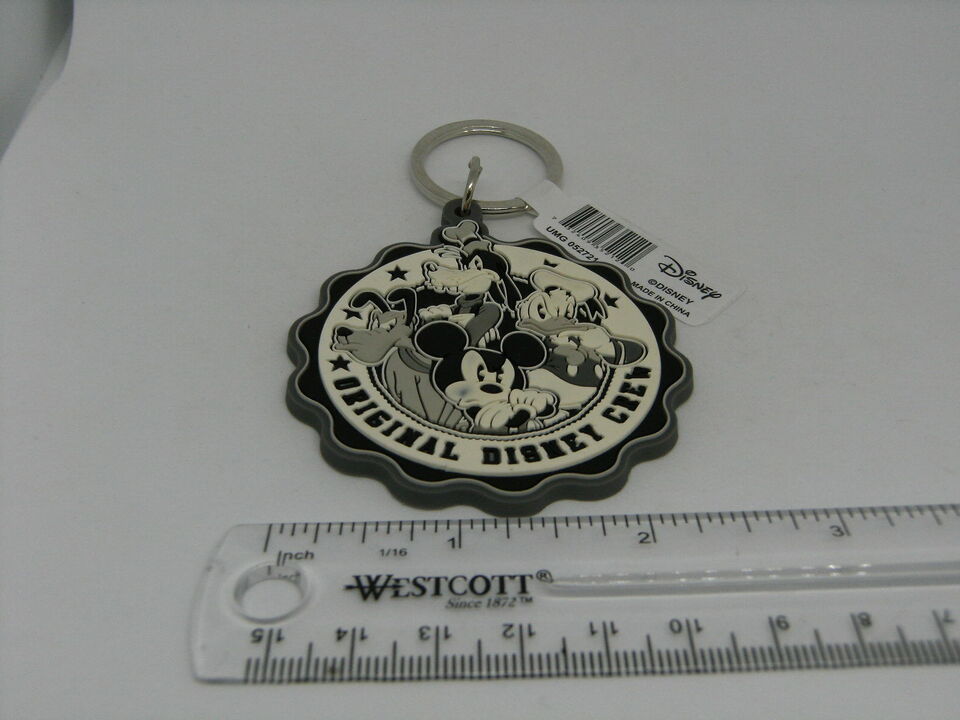 UMG 052721
DISNEY
©DISNEY
MADE IN CHINA
ORIGINAL DISNEY CREW
Inch 1/16 1 2 3
WESTCOTT®
Since 1872™
15 14 13 12 11 10 9 8 7